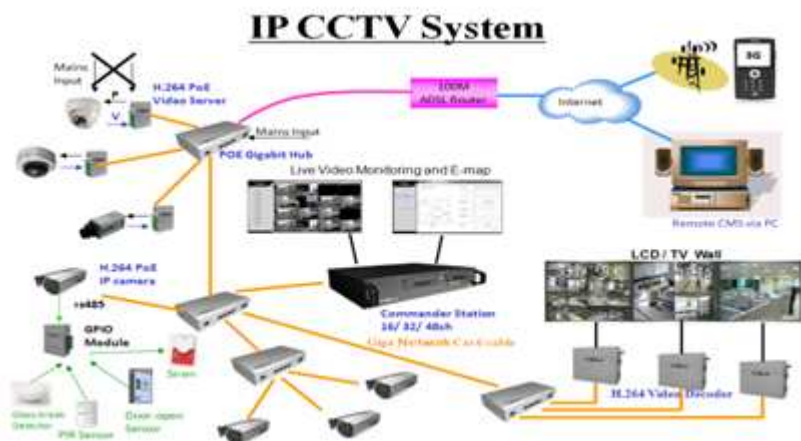 IP CCTV System
Mains
Input
P
V
H.264 PoE
Video Server
100M
ADSL Router
Internet
3G
Mains Input
POE Gigabit Hub
Live Video Monitoring and E-map
Remote CMS via PC
H.264 PoE
IP camera
rs485
GPIO
Module
Siren
Glass break
Detector
PIR Sensor
Door open
Sensor
Commander Station
16/ 32/ 48ch
Giga Network Cat 6 cable
LCD / TV Wall
H.264 Video Decoder